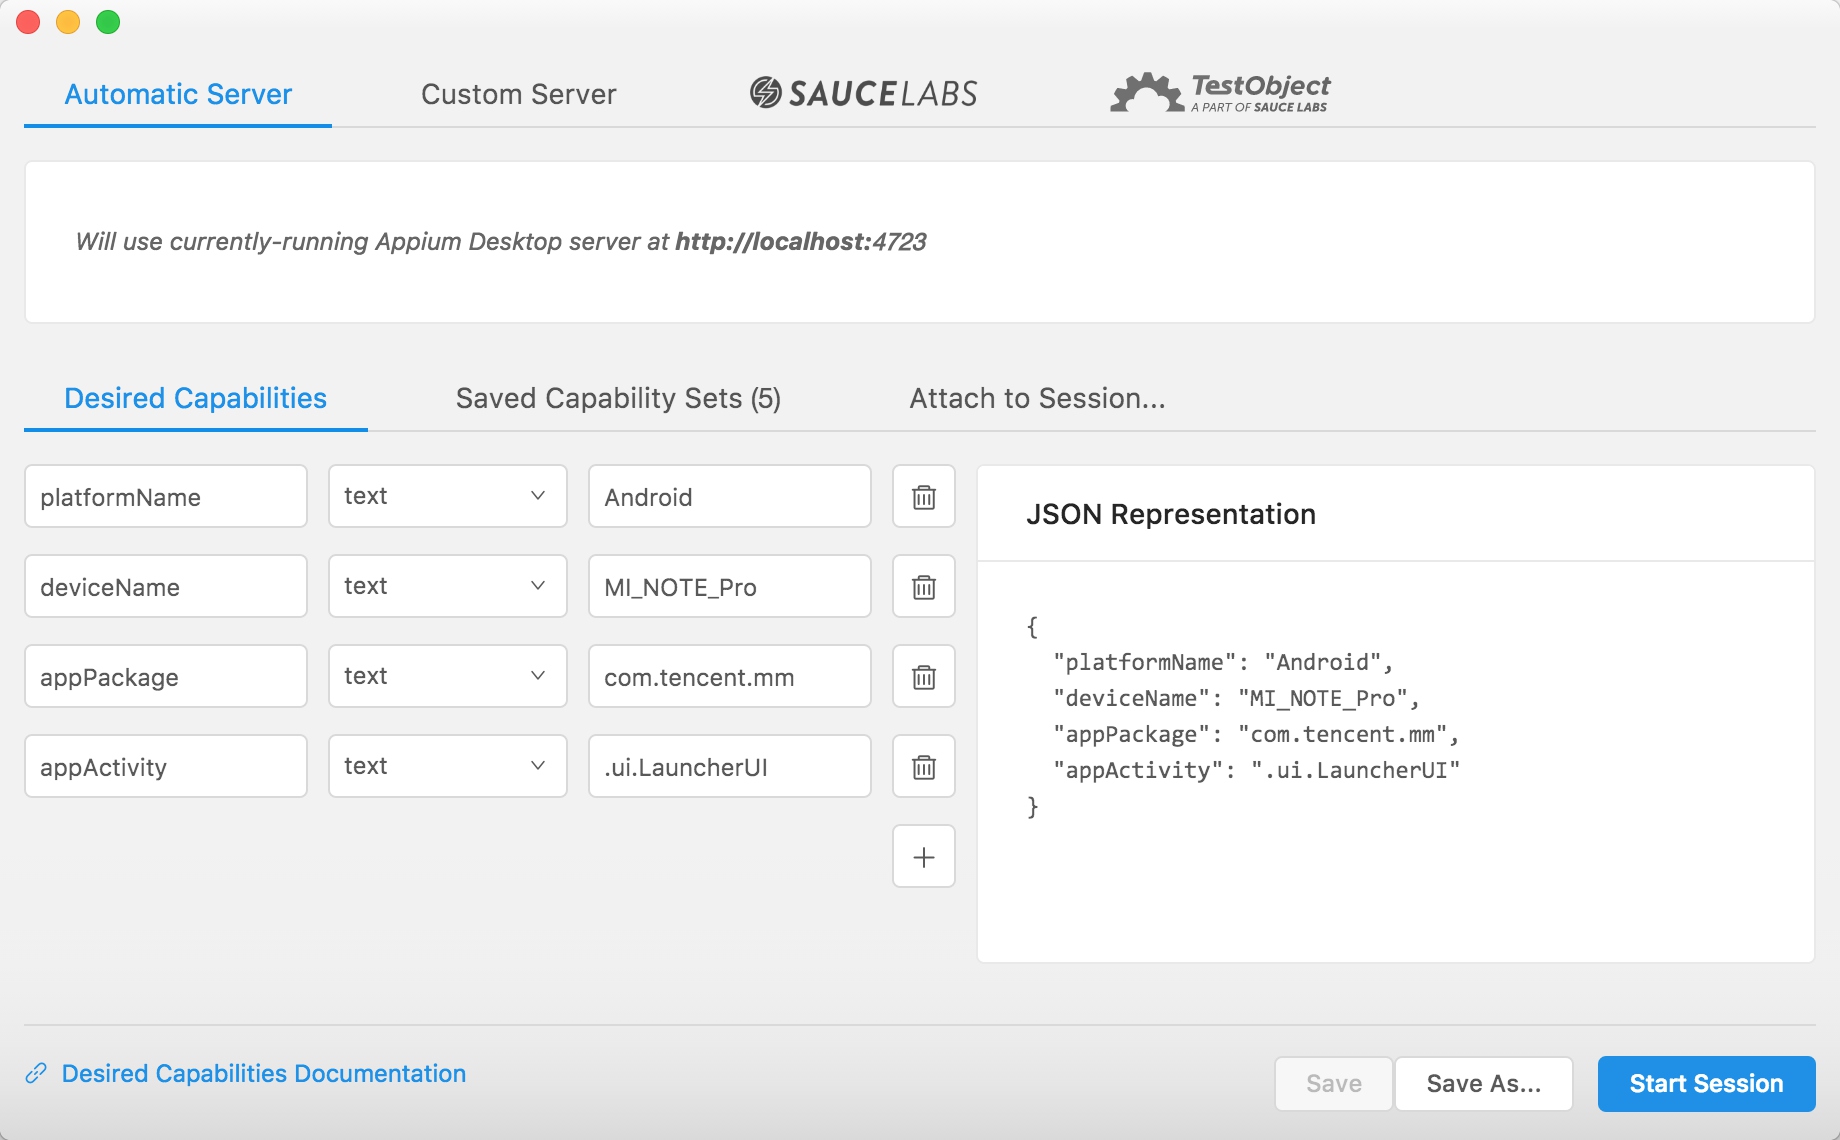 Automatic Server
Custom Server
SAUCELABS
TestObject
A PART OF SAUCE LABS
Will use currently-running Appium Desktop server at http://localhost:4723
Desired Capabilities
Saved Capability Sets (5)
Attach to Session...
platformName text Android
deviceName text MI_NOTE_Pro
appPackage text com.tencent.mm
appActivity text .ui.LauncherUI
JSON Representation
{
"platformName": "Android",
"deviceName": "MI_NOTE_Pro",
"appPackage": "com.tencent.mm",
"appActivity": ".ui.LauncherUI"
}
Desired Capabilities Documentation
Save
Save As...
Start Session